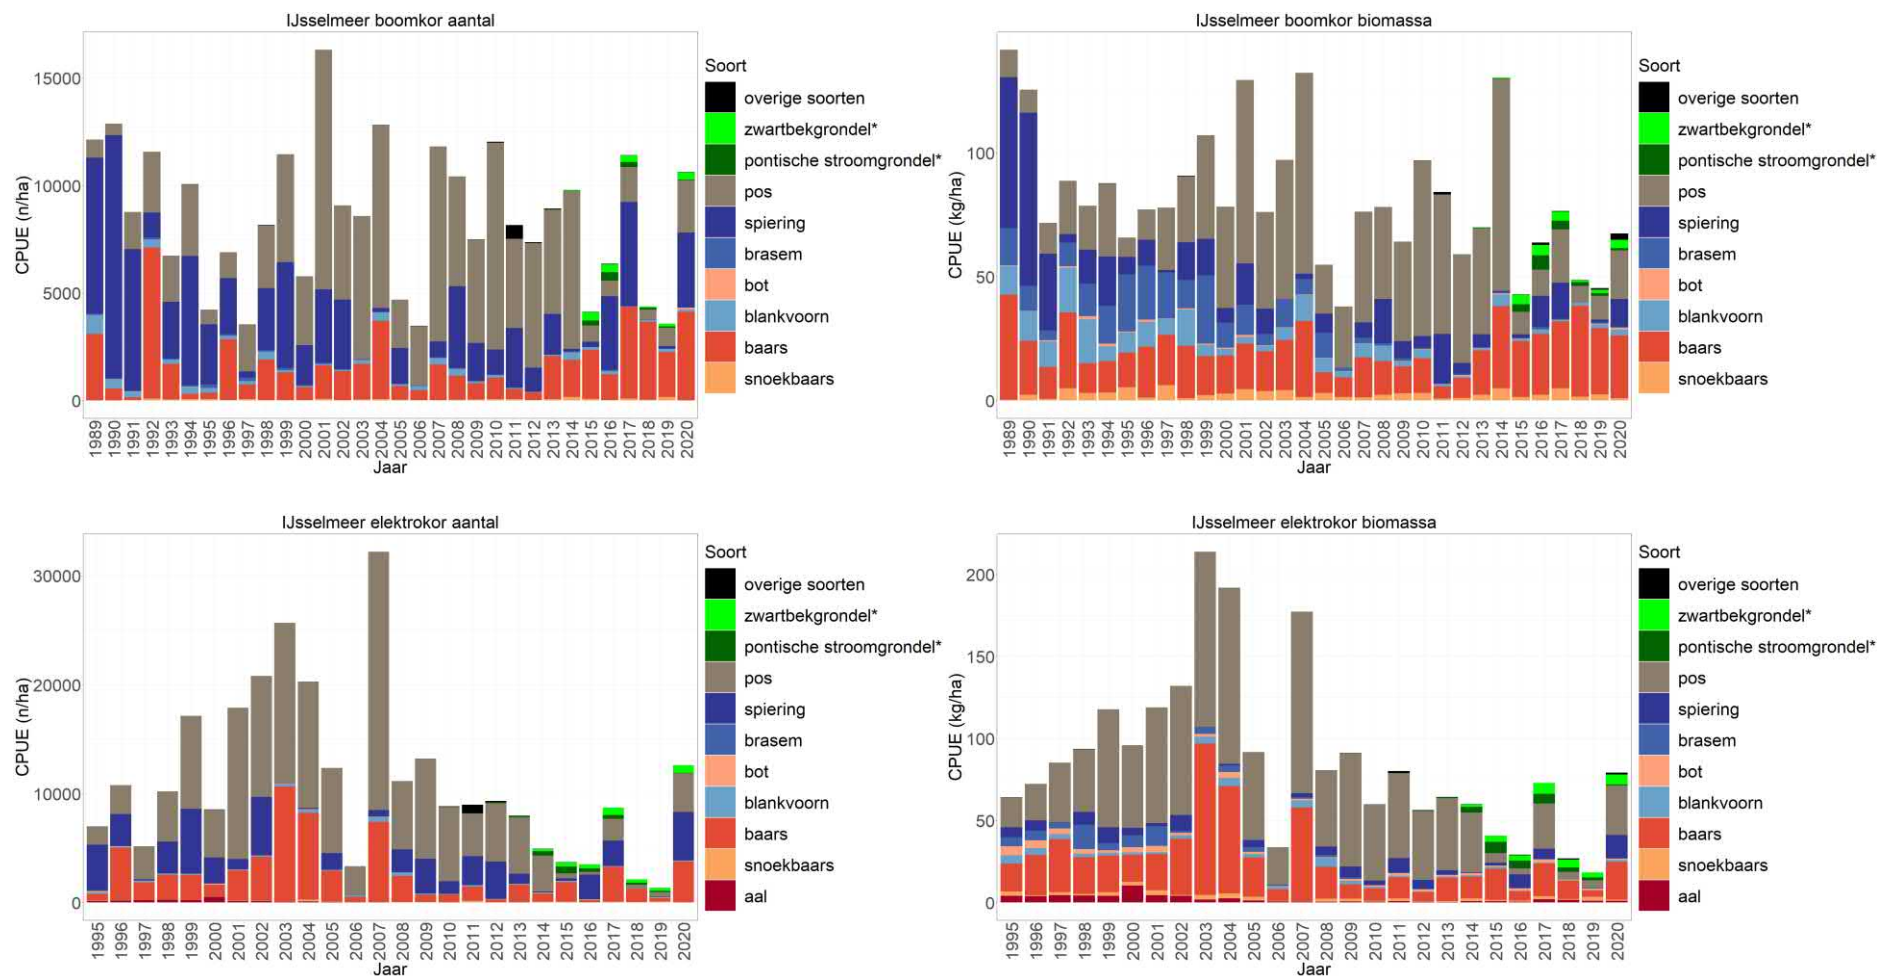 IJsselmeer boomkor aantal
CPUE (n/ha)
15000
10000
5000
0
1989 1990 1991 1992 1993 1994 1995 1996 1997 1998 1999 2000 2001 2002 2003 2004 2005 2006 2007 2008 2009 2010 2011 2012 2013 2014 2015 2016 2017 2018 2019 2020
Jaar
Soort
overige soorten
zwartbekgrondel*
pontische stroomgrondel*
pos
spiering
brasem
bot
blankvoorn
baars
snoekbaars
IJsselmeer boomkor biomassa
CPUE (kg/ha)
100
50
0
1989 1990 1991 1992 1993 1994 1995 1996 1997 1998 1999 2000 2001 2002 2003 2004 2005 2006 2007 2008 2009 2010 2011 2012 2013 2014 2015 2016 2017 2018 2019 2020
Jaar
Soort
overige soorten
zwartbekgrondel*
pontische stroomgrondel*
pos
spiering
brasem
bot
blankvoorn
baars
snoekbaars
IJsselmeer elektrokor aantal
CPUE (n/ha)
30000
20000
10000
0
1995 1996 1997 1998 1999 2000 2001 2002 2003 2004 2005 2006 2007 2008 2009 2010 2011 2012 2013 2014 2015 2016 2017 2018 2019 2020
Jaar
Soort
overige soorten
zwartbekgrondel*
pontische stroomgrondel*
pos
spiering
brasem
bot
blankvoorn
baars
snoekbaars
aal
IJsselmeer elektrokor biomassa
CPUE (kg/ha)
200
150
100
50
0
1995 1996 1997 1998 1999 2000 2001 2002 2003 2004 2005 2006 2007 2008 2009 2010 2011 2012 2013 2014 2015 2016 2017 2018 2019 2020
Jaar
Soort
overige soorten
zwartbekgrondel*
pontische stroomgrondel*
pos
spiering
brasem
bot
blankvoorn
baars
snoekbaars
aal